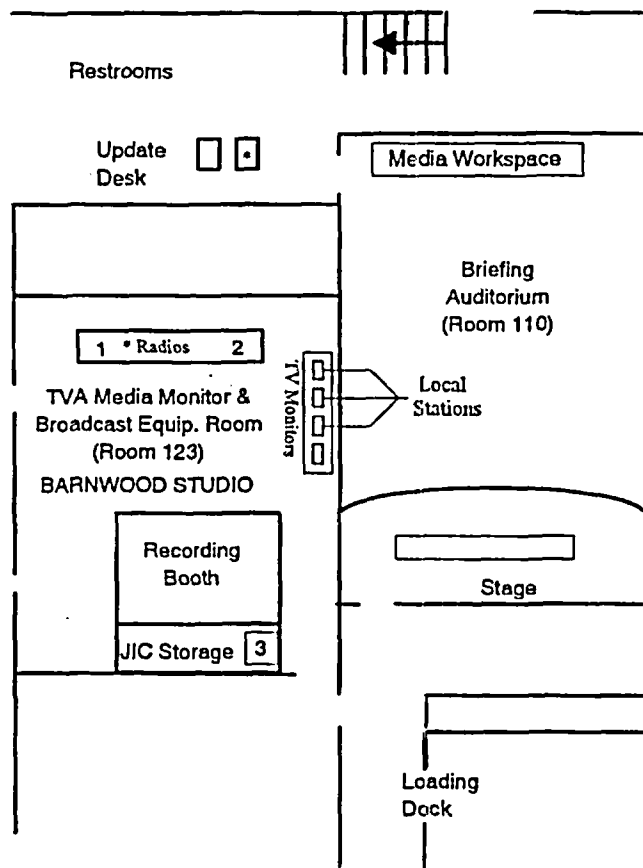 Restrooms
Update
Desk
*
Media Workspace
Briefing
Auditorium
(Room 110)
1 * Radios 2
TV Monitors
Local
Stations
TVA Media Monitor &
Broadcast Equip. Room
(Room 123)
BARNWOOD STUDIO
Recording
Booth
Stage
JIC Storage 3
Loading
Dock